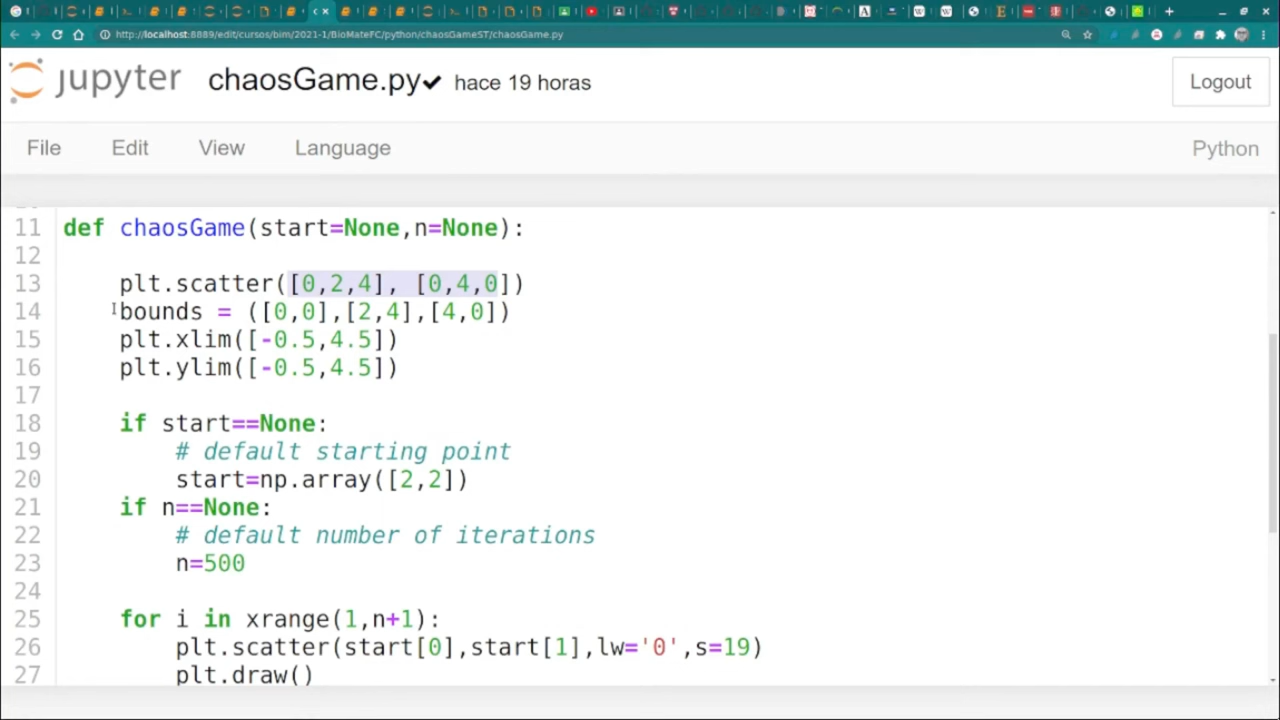 http://localhost:8889/edit/cursos/bim/2021-1/BioMateFC/python/chaosGameST/chaosGame.py
jupyter chaosGame.py✔ hace 19 horas Logout
File Edit View Language Python
11 def chaosGame(start=None,n=None):
12
13 plt.scatter([0,2,4], [0,4,0])
14 bounds = ([0,0],[2,4],[4,0])
15 plt.xlim([-0.5,4.5])
16 plt.ylim([-0.5,4.5])
17
18 if start==None:
19 # default starting point
20 start=np.array([2,2])
21 if n==None:
22 # default number of iterations
23 n=500
24
25 for i in xrange(1,n+1):
26 plt.scatter(start[0],start[1],lw='0',s=19)
27 plt.draw()